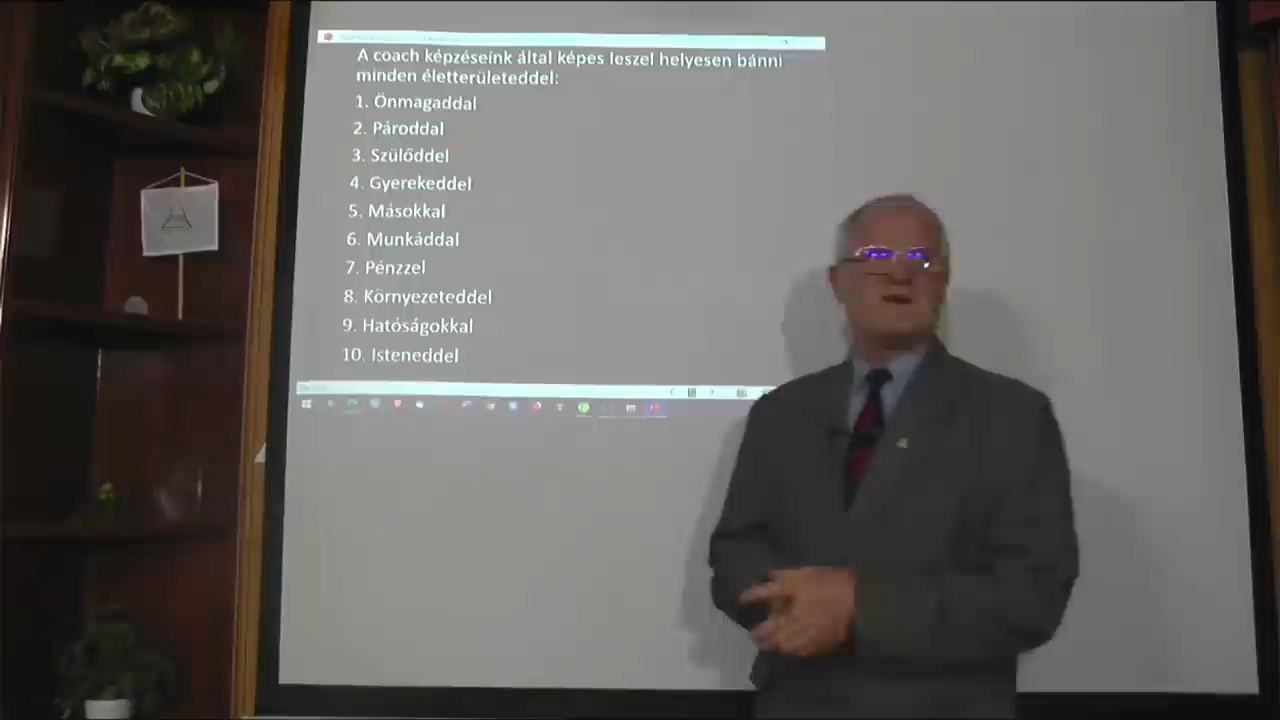 A coach képzéseink által képes leszel helyesen bánni
minden életterületeddel:
1. Önmagaddal
2. Pároddal
3. Szülőddel
4. Gyerekeddel
5. Másokkal
6. Munkáddal
7. Pénzzel
8. Környezeteddel
9. Hatóságokkal
10. Isteneddel